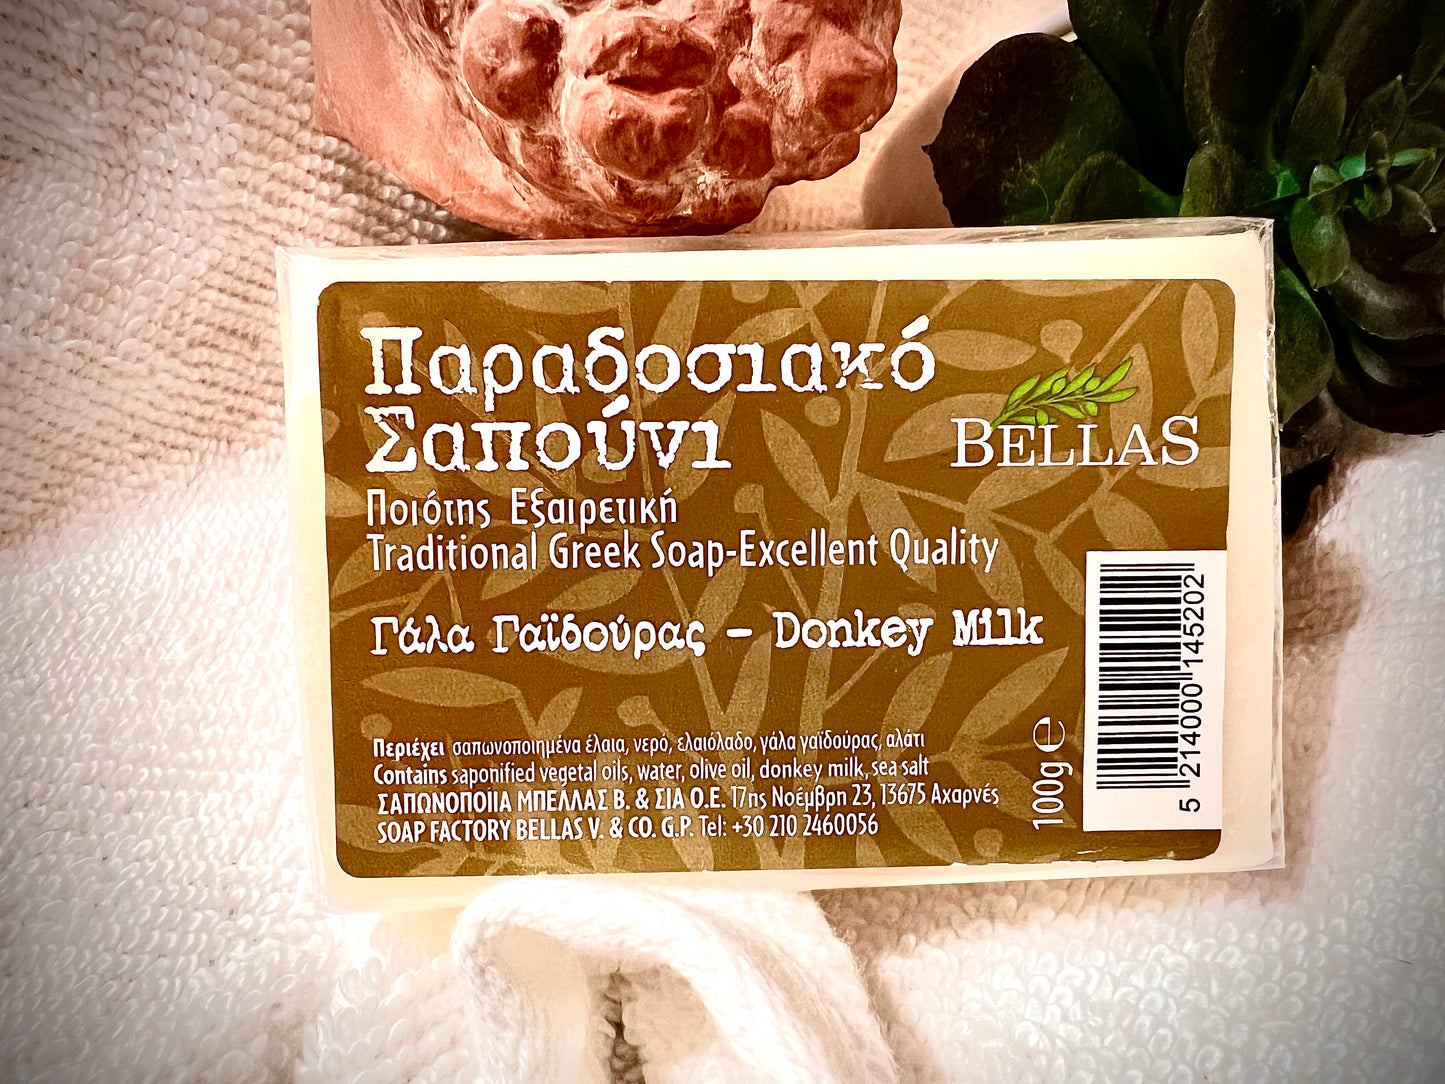 Παραδοσιακό
Σαπούνι
BELLAS
Ποιότης Εξαιρετική
Traditional Greek Soap-Excellent Quality
Γάλα Γαϊδούρας – Donkey Milk
Περιέχει σαπωνοποιημένα έλαια, νερό, ελαιόλαδο, γάλα γαϊδούρας, αλάτι
Contains saponified vegetal oils, water, olive oil, donkey milk, sea salt
ΣΑΠΩΝΟΠΟΙΙΑ ΜΠΕΛΛΑΣ Β. & ΣΙΑ Ο.Ε. 17ης Νοέμβρη 23, 13675 Αχαρνές
SOAP FACTORY BELLAS V. & CO. G.P. Tel: +30 210 2460056
100g e
5 214000 145202